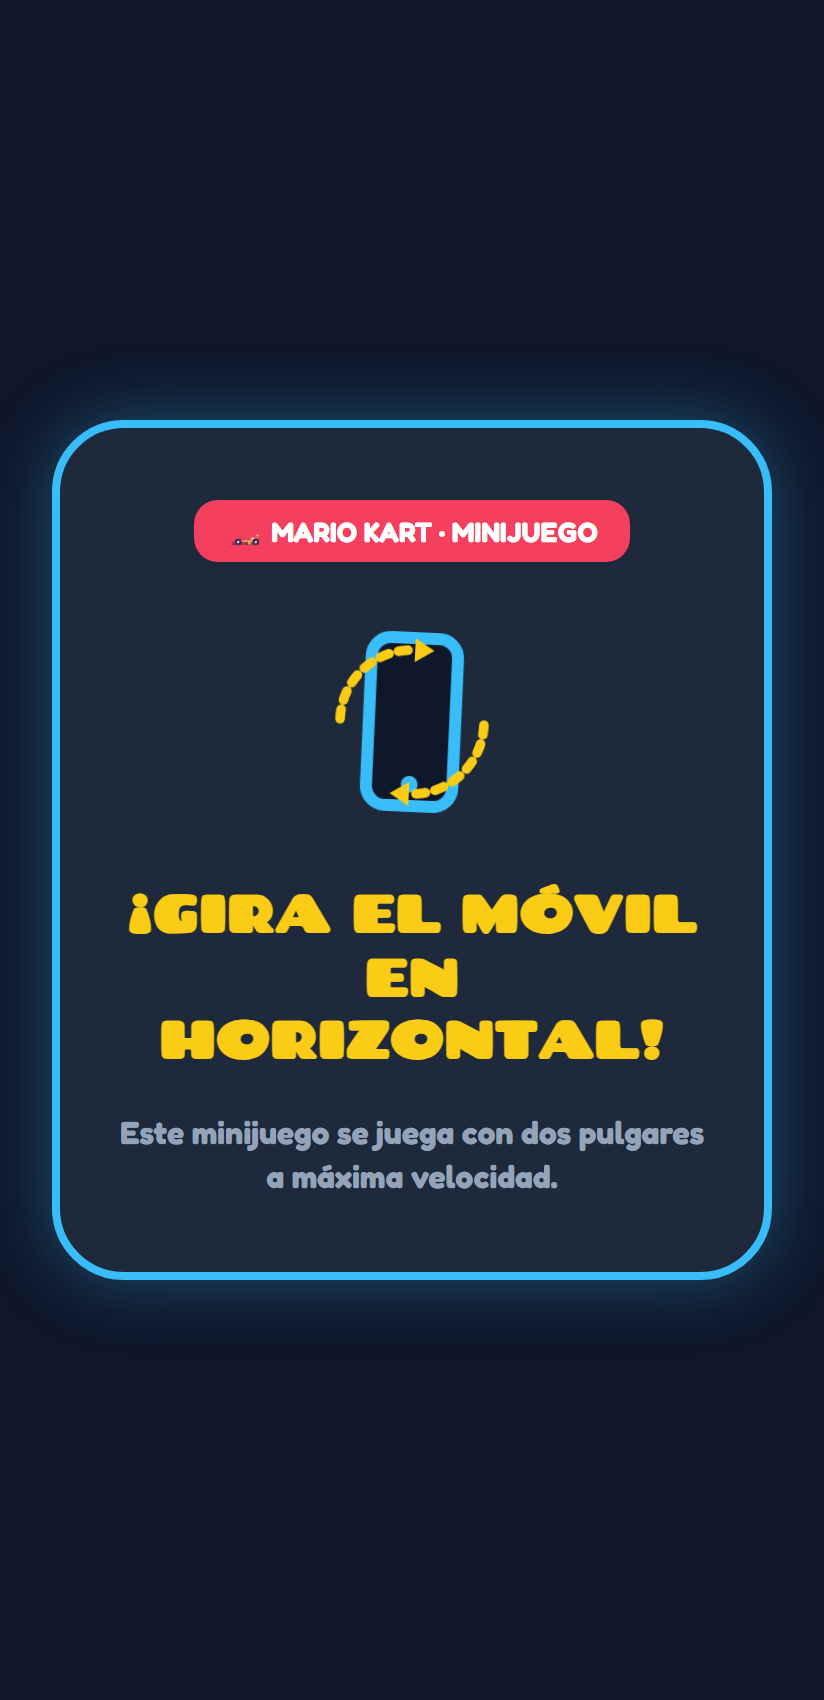 MARIO KART · MINIJUEGO
¡GIRA EL MÓVIL
EN
HORIZONTAL!
Este minijuego se juega con dos pulgares
a máxima velocidad.